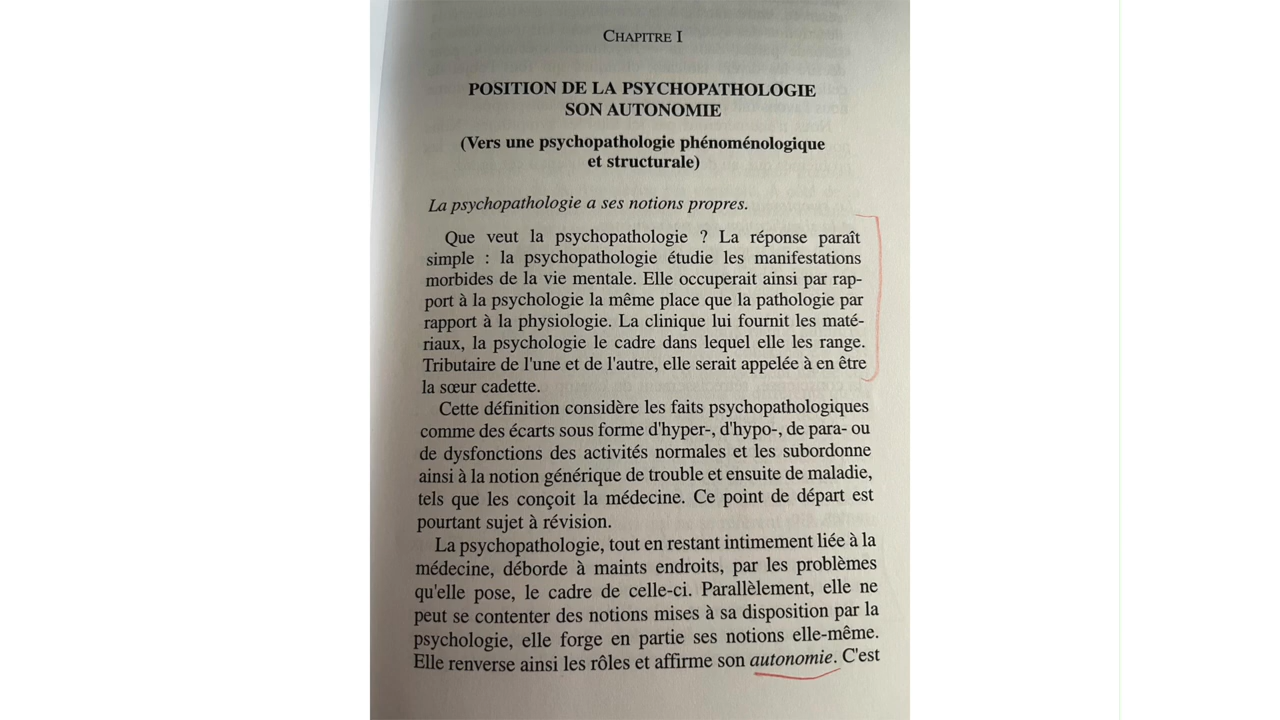 CHAPITRE I
POSITION DE LA PSYCHOPATHOLOGIE
SON AUTONOMIE
(Vers une psychopathologie phénoménologique
et structurale)
La psychopathologie a ses notions propres.
Que veut la psychopathologie ? La réponse paraît
simple : la psychopathologie étudie les manifestations
morbides de la vie mentale. Elle occuperait ainsi par rap-
port à la psychologie la même place que la pathologie par
rapport à la physiologie. La clinique lui fournit les maté-
riaux, la psychologie le cadre dans lequel elle les range.
Tributaire de l'une et de l'autre, elle serait appelée à en être
la sœur cadette.
Cette définition considère les faits psychopathologiques
comme des écarts sous forme d'hyper-, d'hypo-, de para- ou
de dysfonctions des activités normales et les subordonne
ainsi à la notion générique de trouble et ensuite de maladie,
tels que les conçoit la médecine. Ce point de départ est
pourtant sujet à révision.
La psychopathologie, tout en restant intimement liée à la
médecine, déborde à maints endroits, par les problèmes
qu'elle pose, le cadre de celle-ci. Parallèlement, elle ne
peut se contenter des notions mises à sa disposition par la
psychologie, elle forge en partie ses notions elle-même.
Elle renverse ainsi les rôles et affirme son autonomie. C'est